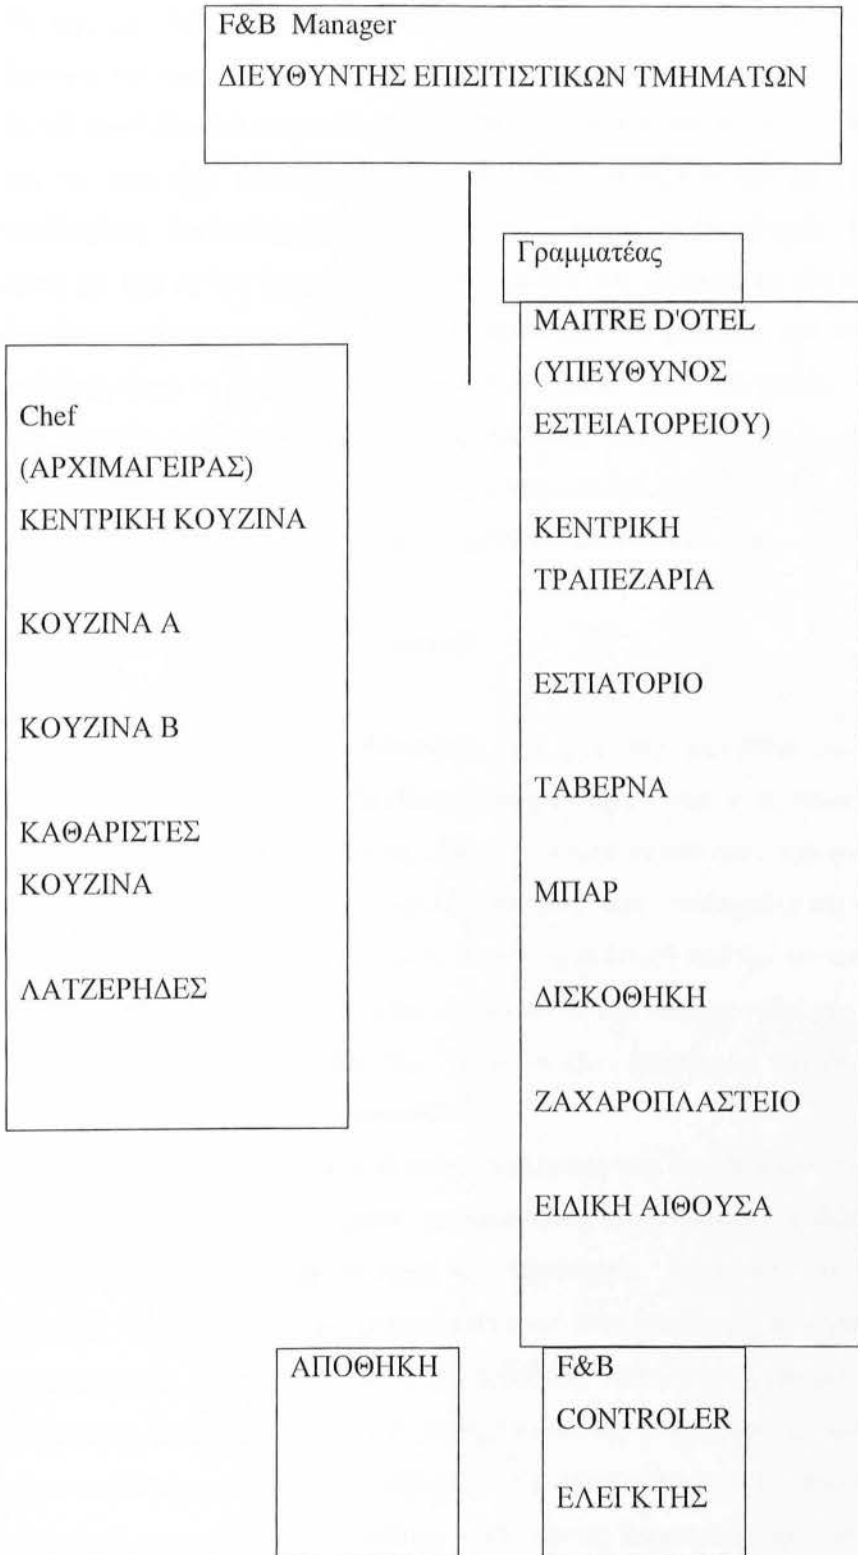 F&B Manager
ΔΙΕΥΘΥΝΤΗΣ ΕΠΙΣΙΤΙΣΤΙΚΩΝ ΤΜΗΜΑΤΩΝ
Γραμματέας
Chef
(ΑΡΧΙΜΑΓΕΙΡΑΣ)
ΚΕΝΤΡΙΚΗ ΚΟΥΖΙΝΑ
ΚΟΥΖΙΝΑ Α
ΚΟΥΖΙΝΑ Β
ΚΑΘΑΡΙΣΤΕΣ
ΚΟΥΖΙΝΑ
ΛΑΤΖΕΡΗΔΕΣ
MAITRE D'OTEL
(ΥΠΕΥΘΥΝΟΣ
ΕΣΤΕΙΑΤΟΡΕΙΟΥ)
ΚΕΝΤΡΙΚΗ
ΤΡΑΠΕΖΑΡΙΑ
ΕΣΤΙΑΤΟΡΙΟ
ΤΑΒΕΡΝΑ
ΜΠΑΡ
ΔΙΣΚΟΘΗΚΗ
ΖΑΧΑΡΟΠΛΑΣΤΕΙΟ
ΕΙΔΙΚΗ ΑΙΘΟΥΣΑ
ΑΠΟΘΗΚΗ
F&B
CONTROLER
ΕΛΕΓΚΤΗΣ